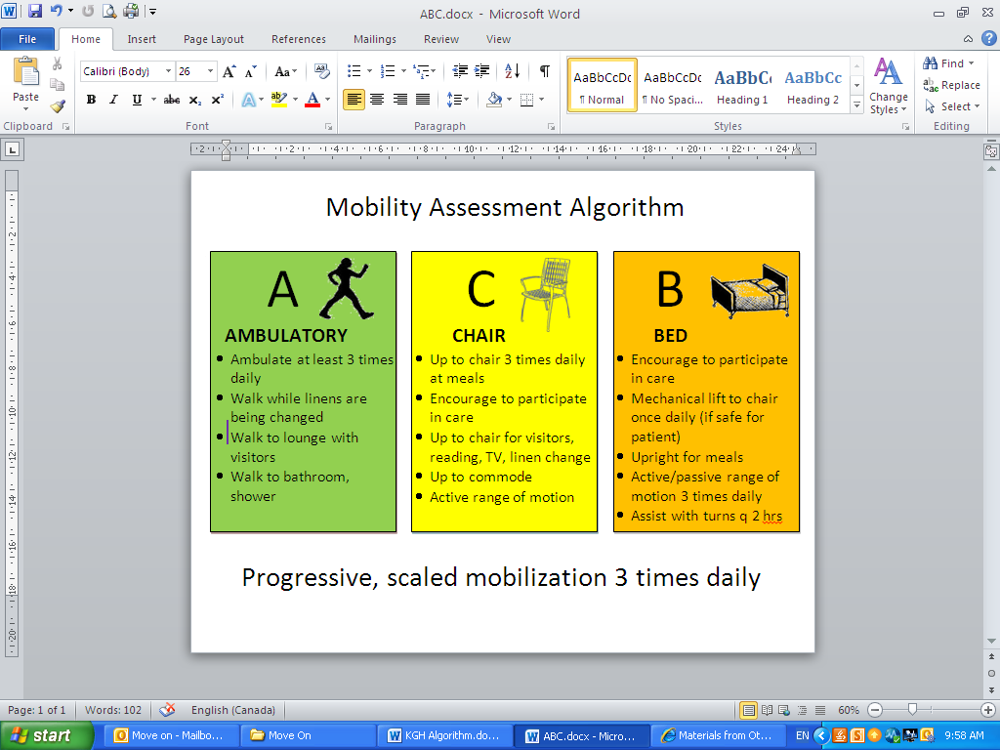 ABC.docx - Microsoft Word
File Home Insert Page Layout References Mailings Review View
Calibri (Body) 26
Paste
B I U abc x₂ x² A ab A
AaBbCcDc AaBbCcDc AaBbC AaBbCc
¶ Normal ¶ No Spaci... Heading 1 Heading 2
Change
Styles
Find
Replace
Select
Clipboard Font Paragraph Styles Editing
Mobility Assessment Algorithm
A
AMBULATORY
• Ambulate at least 3 times
daily
• Walk while linens are
being changed
• Walk to lounge with
visitors
• Walk to bathroom,
shower
C
CHAIR
• Up to chair 3 times daily
at meals
• Encourage to participate
in care
• Up to chair for visitors,
reading, TV, linen change
• Up to commode
• Active range of motion
B
BED
• Encourage to participate
in care
• Mechanical lift to chair
once daily (if safe for
patient)
• Upright for meals
• Active/passive range of
motion 3 times daily
• Assist with turns q 2 hrs
Progressive, scaled mobilization 3 times daily
Page: 1 of 1 Words: 102 English (Canada) 60%
start Move on - Mailbo... Move On KGH Algorithm.do... ABC.docx - Micros... Materials from Ot... EN 9:58 AM